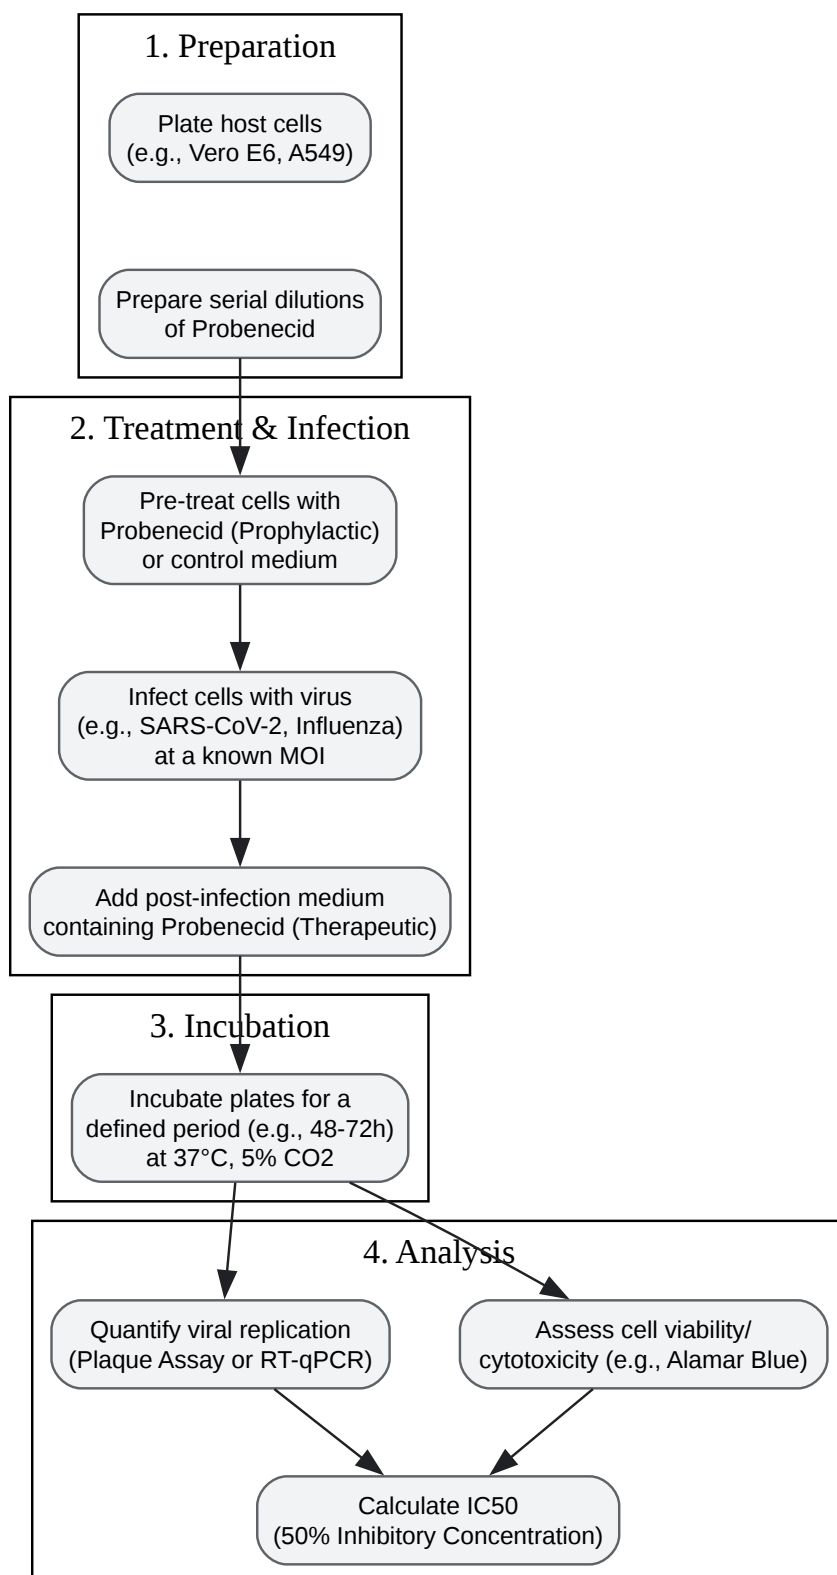 1. Preparation
Plate host cells
(e.g., Vero E6, A549)
Prepare serial dilutions
of Probenecid
2. Treatment & Infection
Pre-treat cells with
Probenecid (Prophylactic)
or control medium
Infect cells with virus
(e.g., SARS-CoV-2, Influenza)
at a known MOI
Add post-infection medium
containing Probenecid (Therapeutic)
3. Incubation
Incubate plates for a
defined period (e.g., 48-72h)
at 37°C, 5% CO2
4. Analysis
Quantify viral replication
(Plaque Assay or RT-qPCR)
Assess cell viability/
cytotoxicity (e.g., Alamar Blue)
Calculate IC50
(50% Inhibitory Concentration)